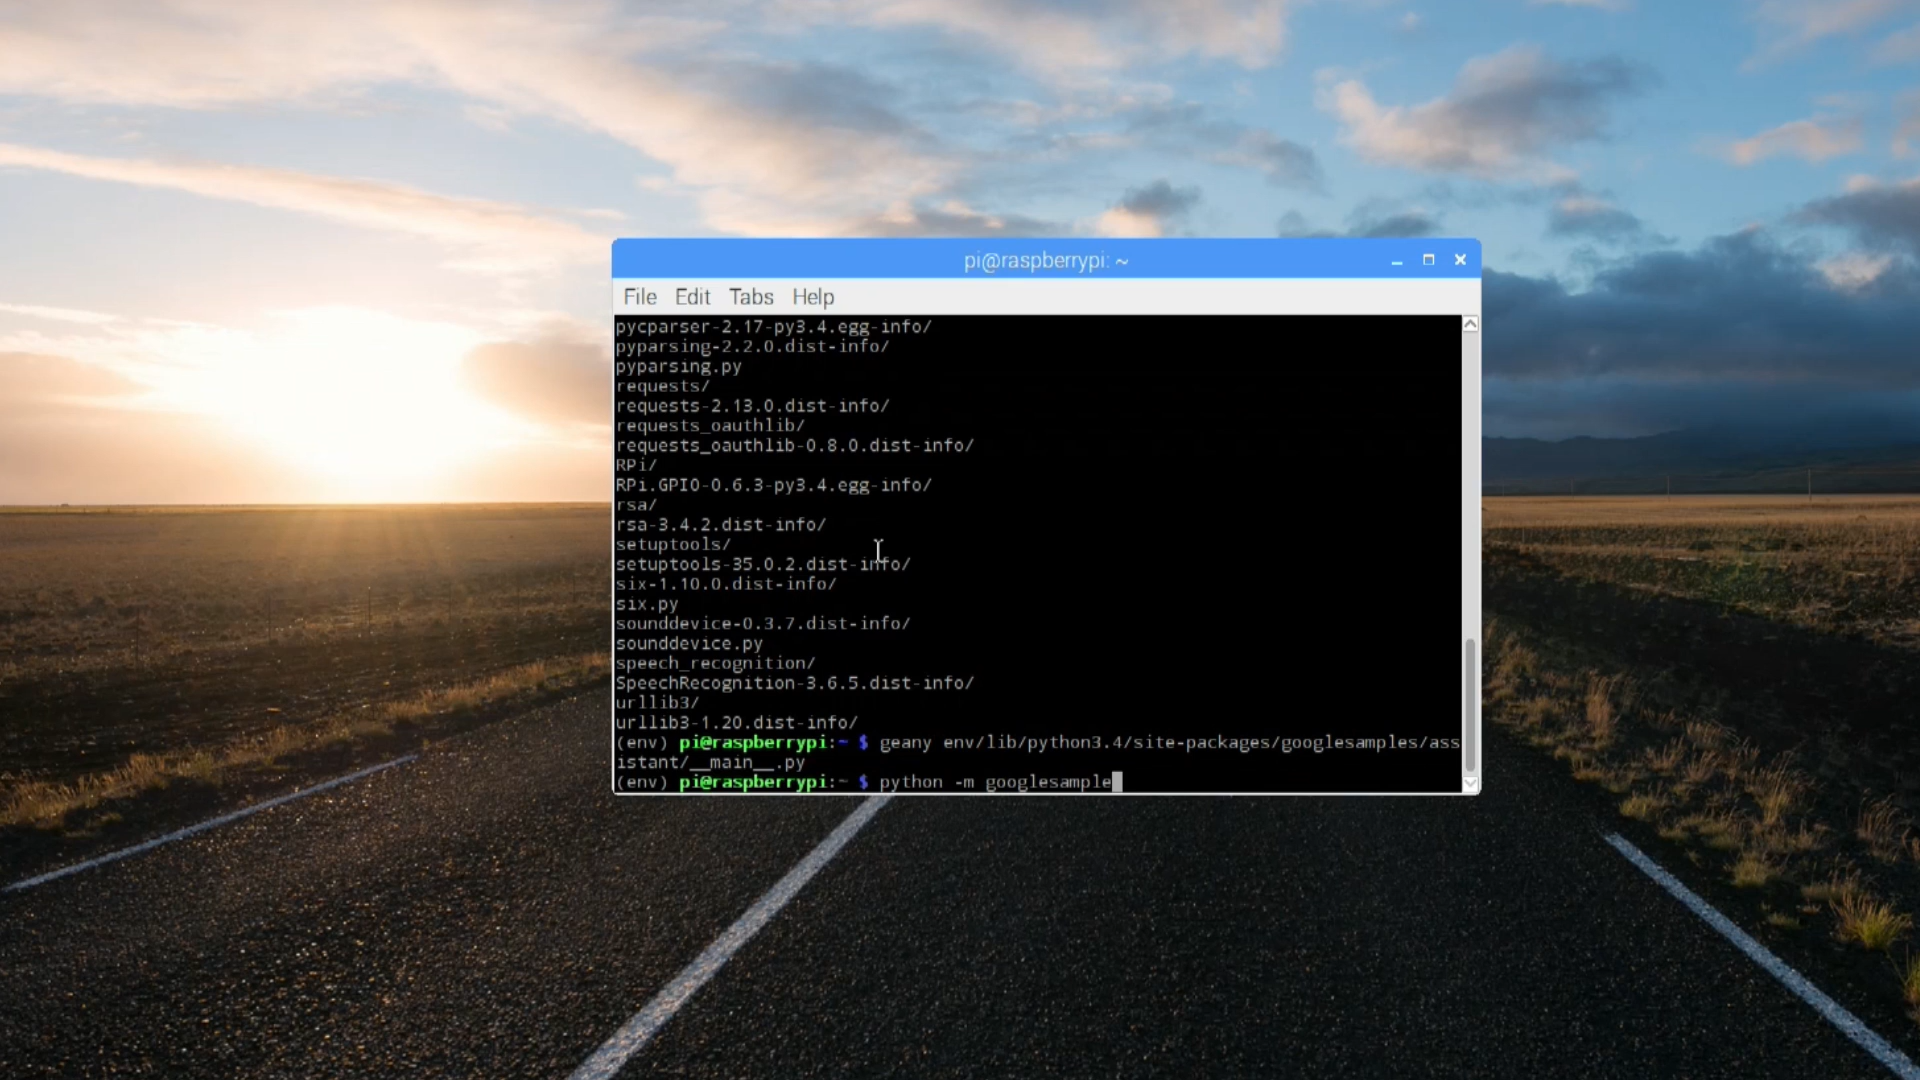 pi@raspberrypi: ~
File Edit Tabs Help
pycparser-2.17-py3.4.egg-info/
pyparsing-2.2.0.dist-info/
pyparsing.py
requests/
requests-2.13.0.dist-info/
requests_oauthlib/
requests_oauthlib-0.8.0.dist-info/
RPi/
RPi.GPIO-0.6.3-py3.4.egg-info/
rsa/
rsa-3.4.2.dist-info/
setuptools/
setuptools-35.0.2.dist-info/
six-1.10.0.dist-info/
six.py
sounddevice-0.3.7.dist-info/
sounddevice.py
speech_recognition/
SpeechRecognition-3.6.5.dist-info/
urllib3/
urllib3-1.20.dist-info/
(env) pi@raspberrypi:~ $ geany env/lib/python3.4/site-packages/googlesamples/ass
istant/__main__.py
(env) pi@raspberrypi:~ $ python -m googlesample